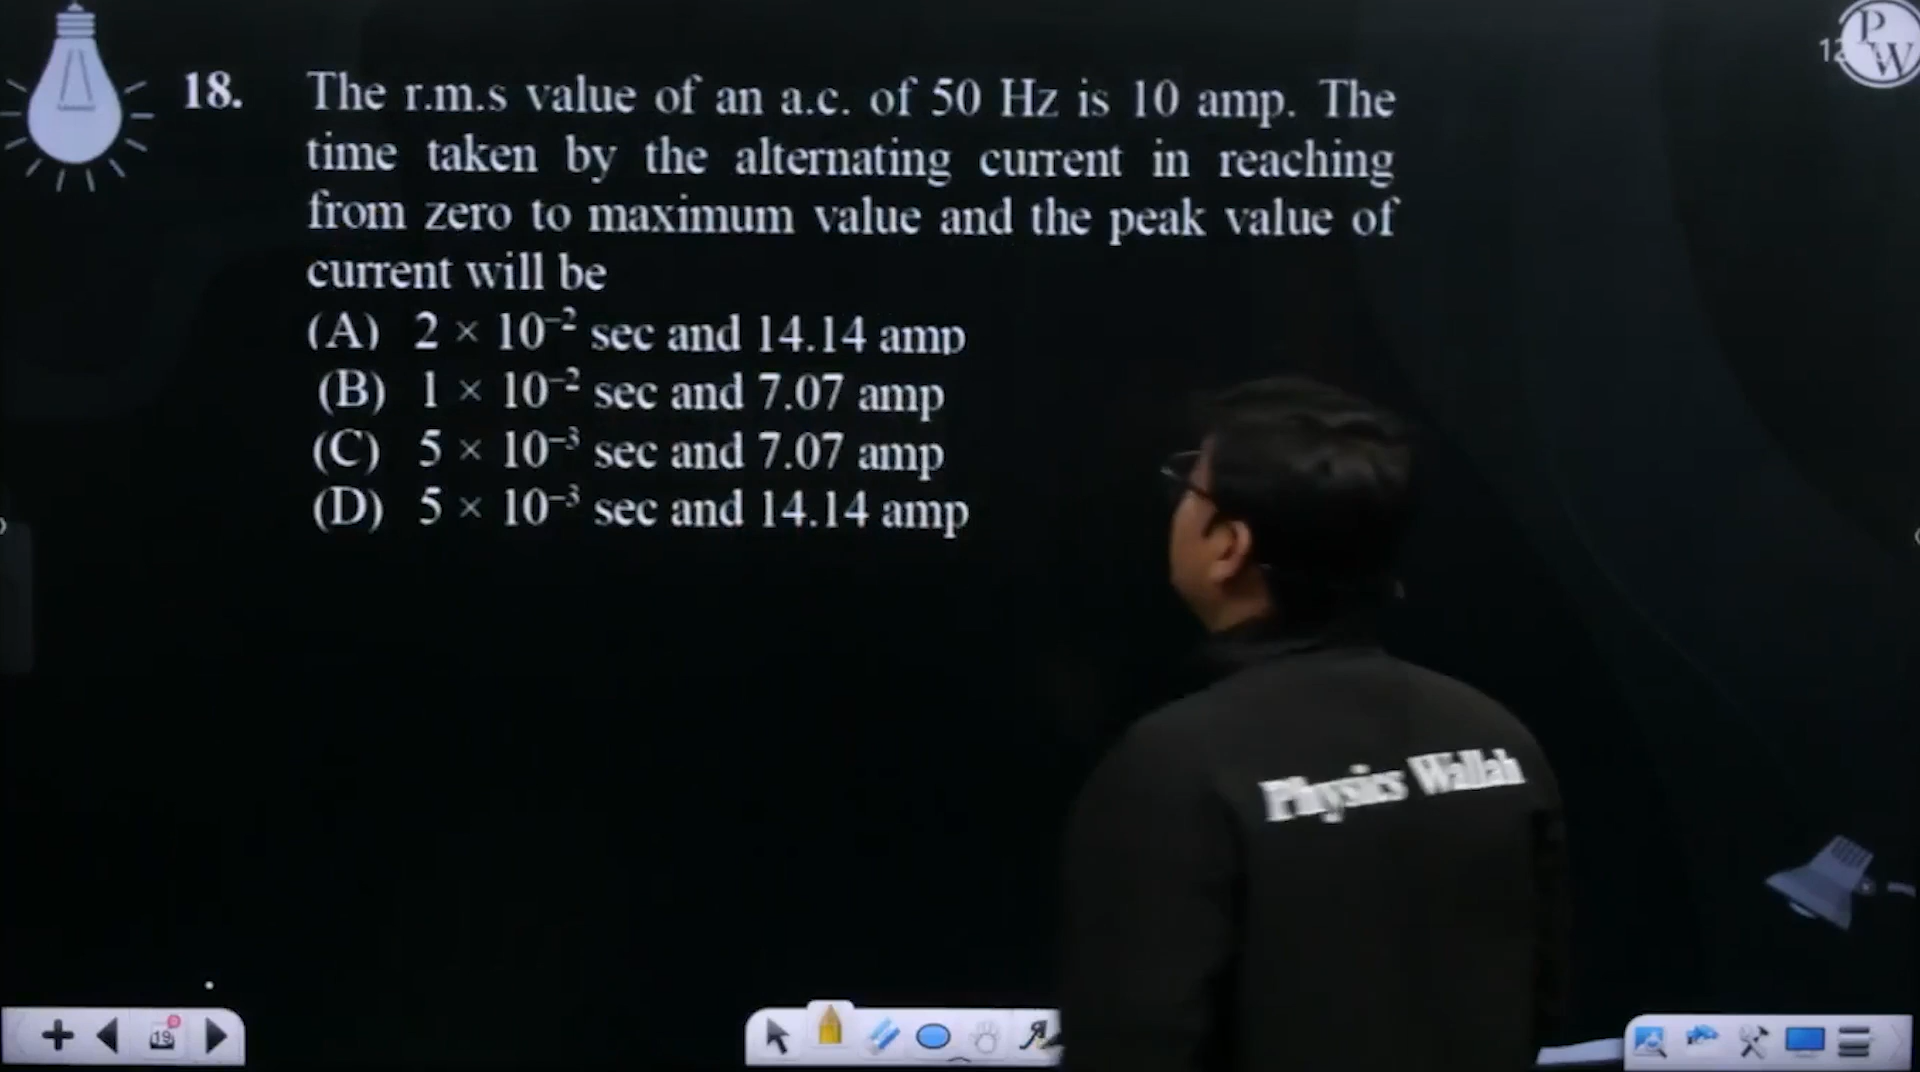 18. The r.m.s value of an a.c. of 50 Hz is 10 amp. The
time taken by the alternating current in reaching
from zero to maximum value and the peak value of
current will be
(A) 2 × 10⁻² sec and 14.14 amp
(B) 1 × 10⁻² sec and 7.07 amp
(C) 5 × 10⁻³ sec and 7.07 amp
(D) 5 × 10⁻³ sec and 14.14 amp
PW
Physics Wallah
19